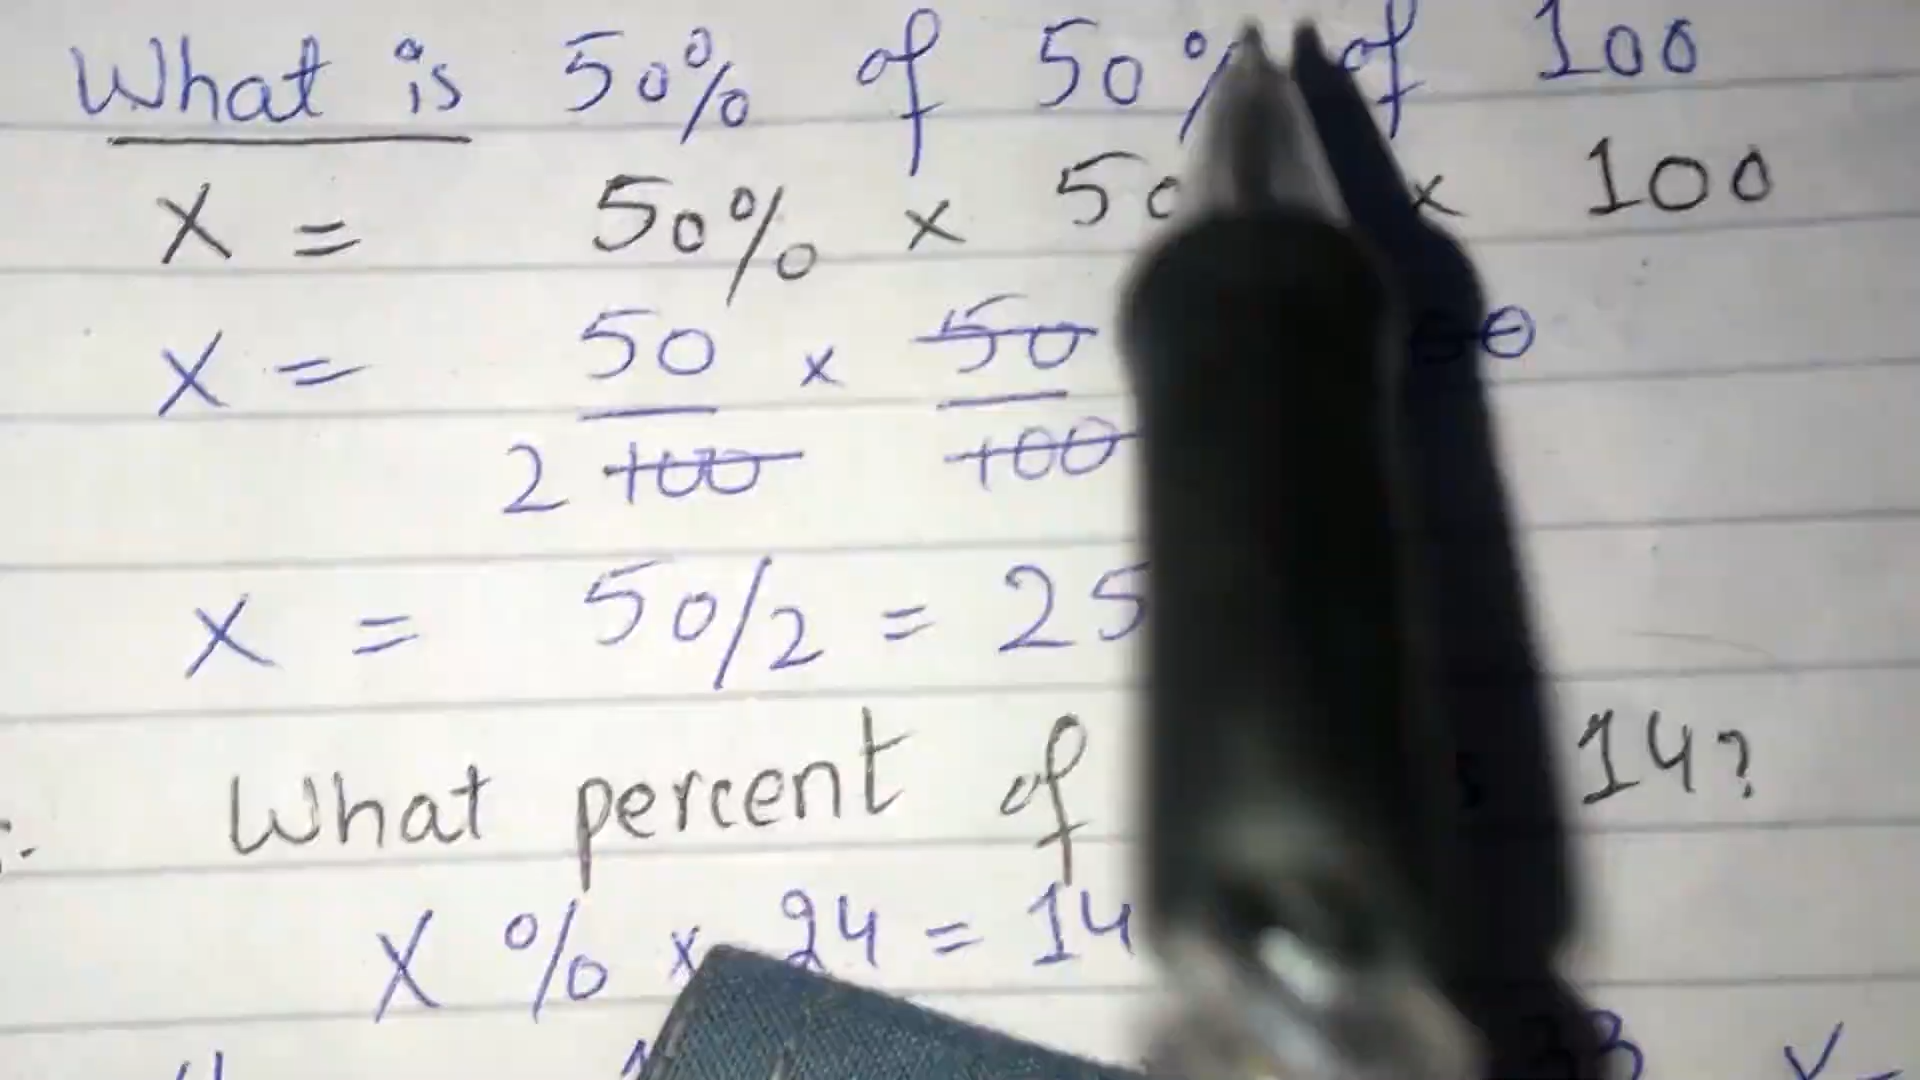 What is 50% of 50% of 100
X = 50% x 50 x 100
X = 50 x 50
2 100 100
X = 50/2 = 25
What percent of 14?
X % x 24 = 14